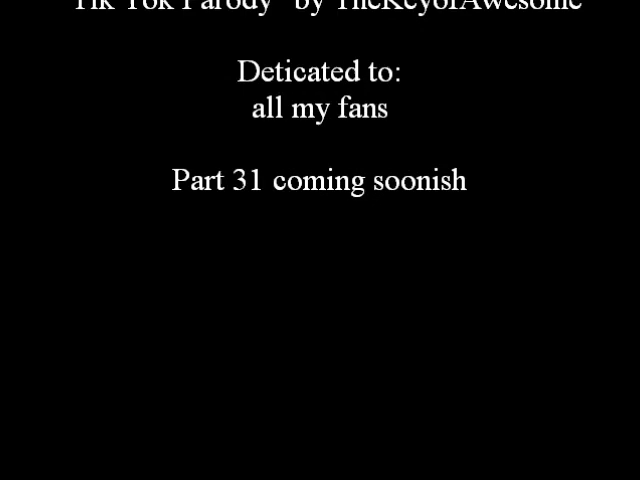 Tik Tok Parody" by TheKeyofAwesome
Deticated to:
all my fans
Part 31 coming soonish